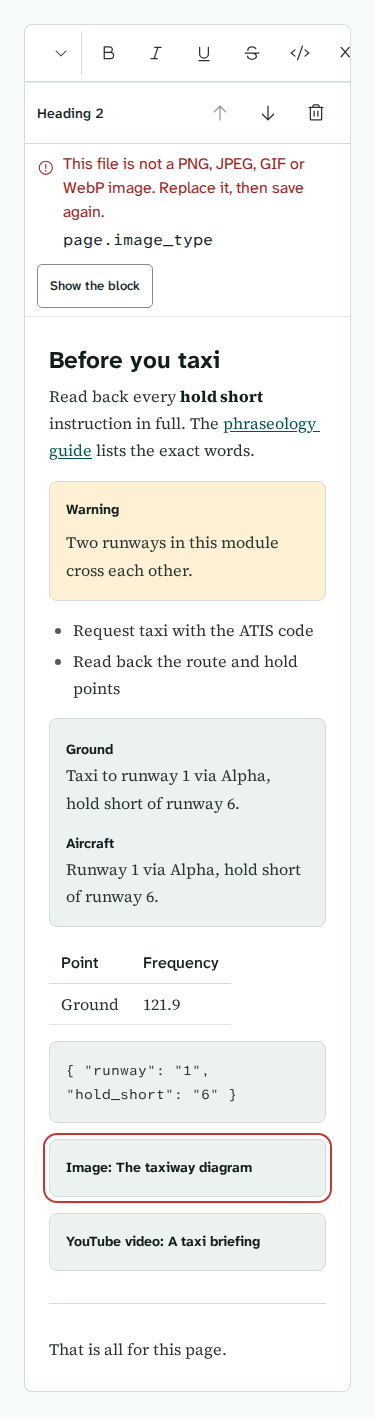 B I U S </> X
Heading 2
This file is not a PNG, JPEG, GIF or
WebP image. Replace it, then save
again.
page.image_type
Show the block
Before you taxi
Read back every hold short
instruction in full. The phraseology
guide lists the exact words.
Warning
Two runways in this module
cross each other.
• Request taxi with the ATIS code
• Read back the route and hold
points
Ground
Taxi to runway 1 via Alpha,
hold short of runway 6.
Aircraft
Runway 1 via Alpha, hold short
of runway 6.
Point Frequency
Ground 121.9
{ "runway": "1",
"hold_short": "6" }
Image: The taxiway diagram
YouTube video: A taxi briefing
That is all for this page.